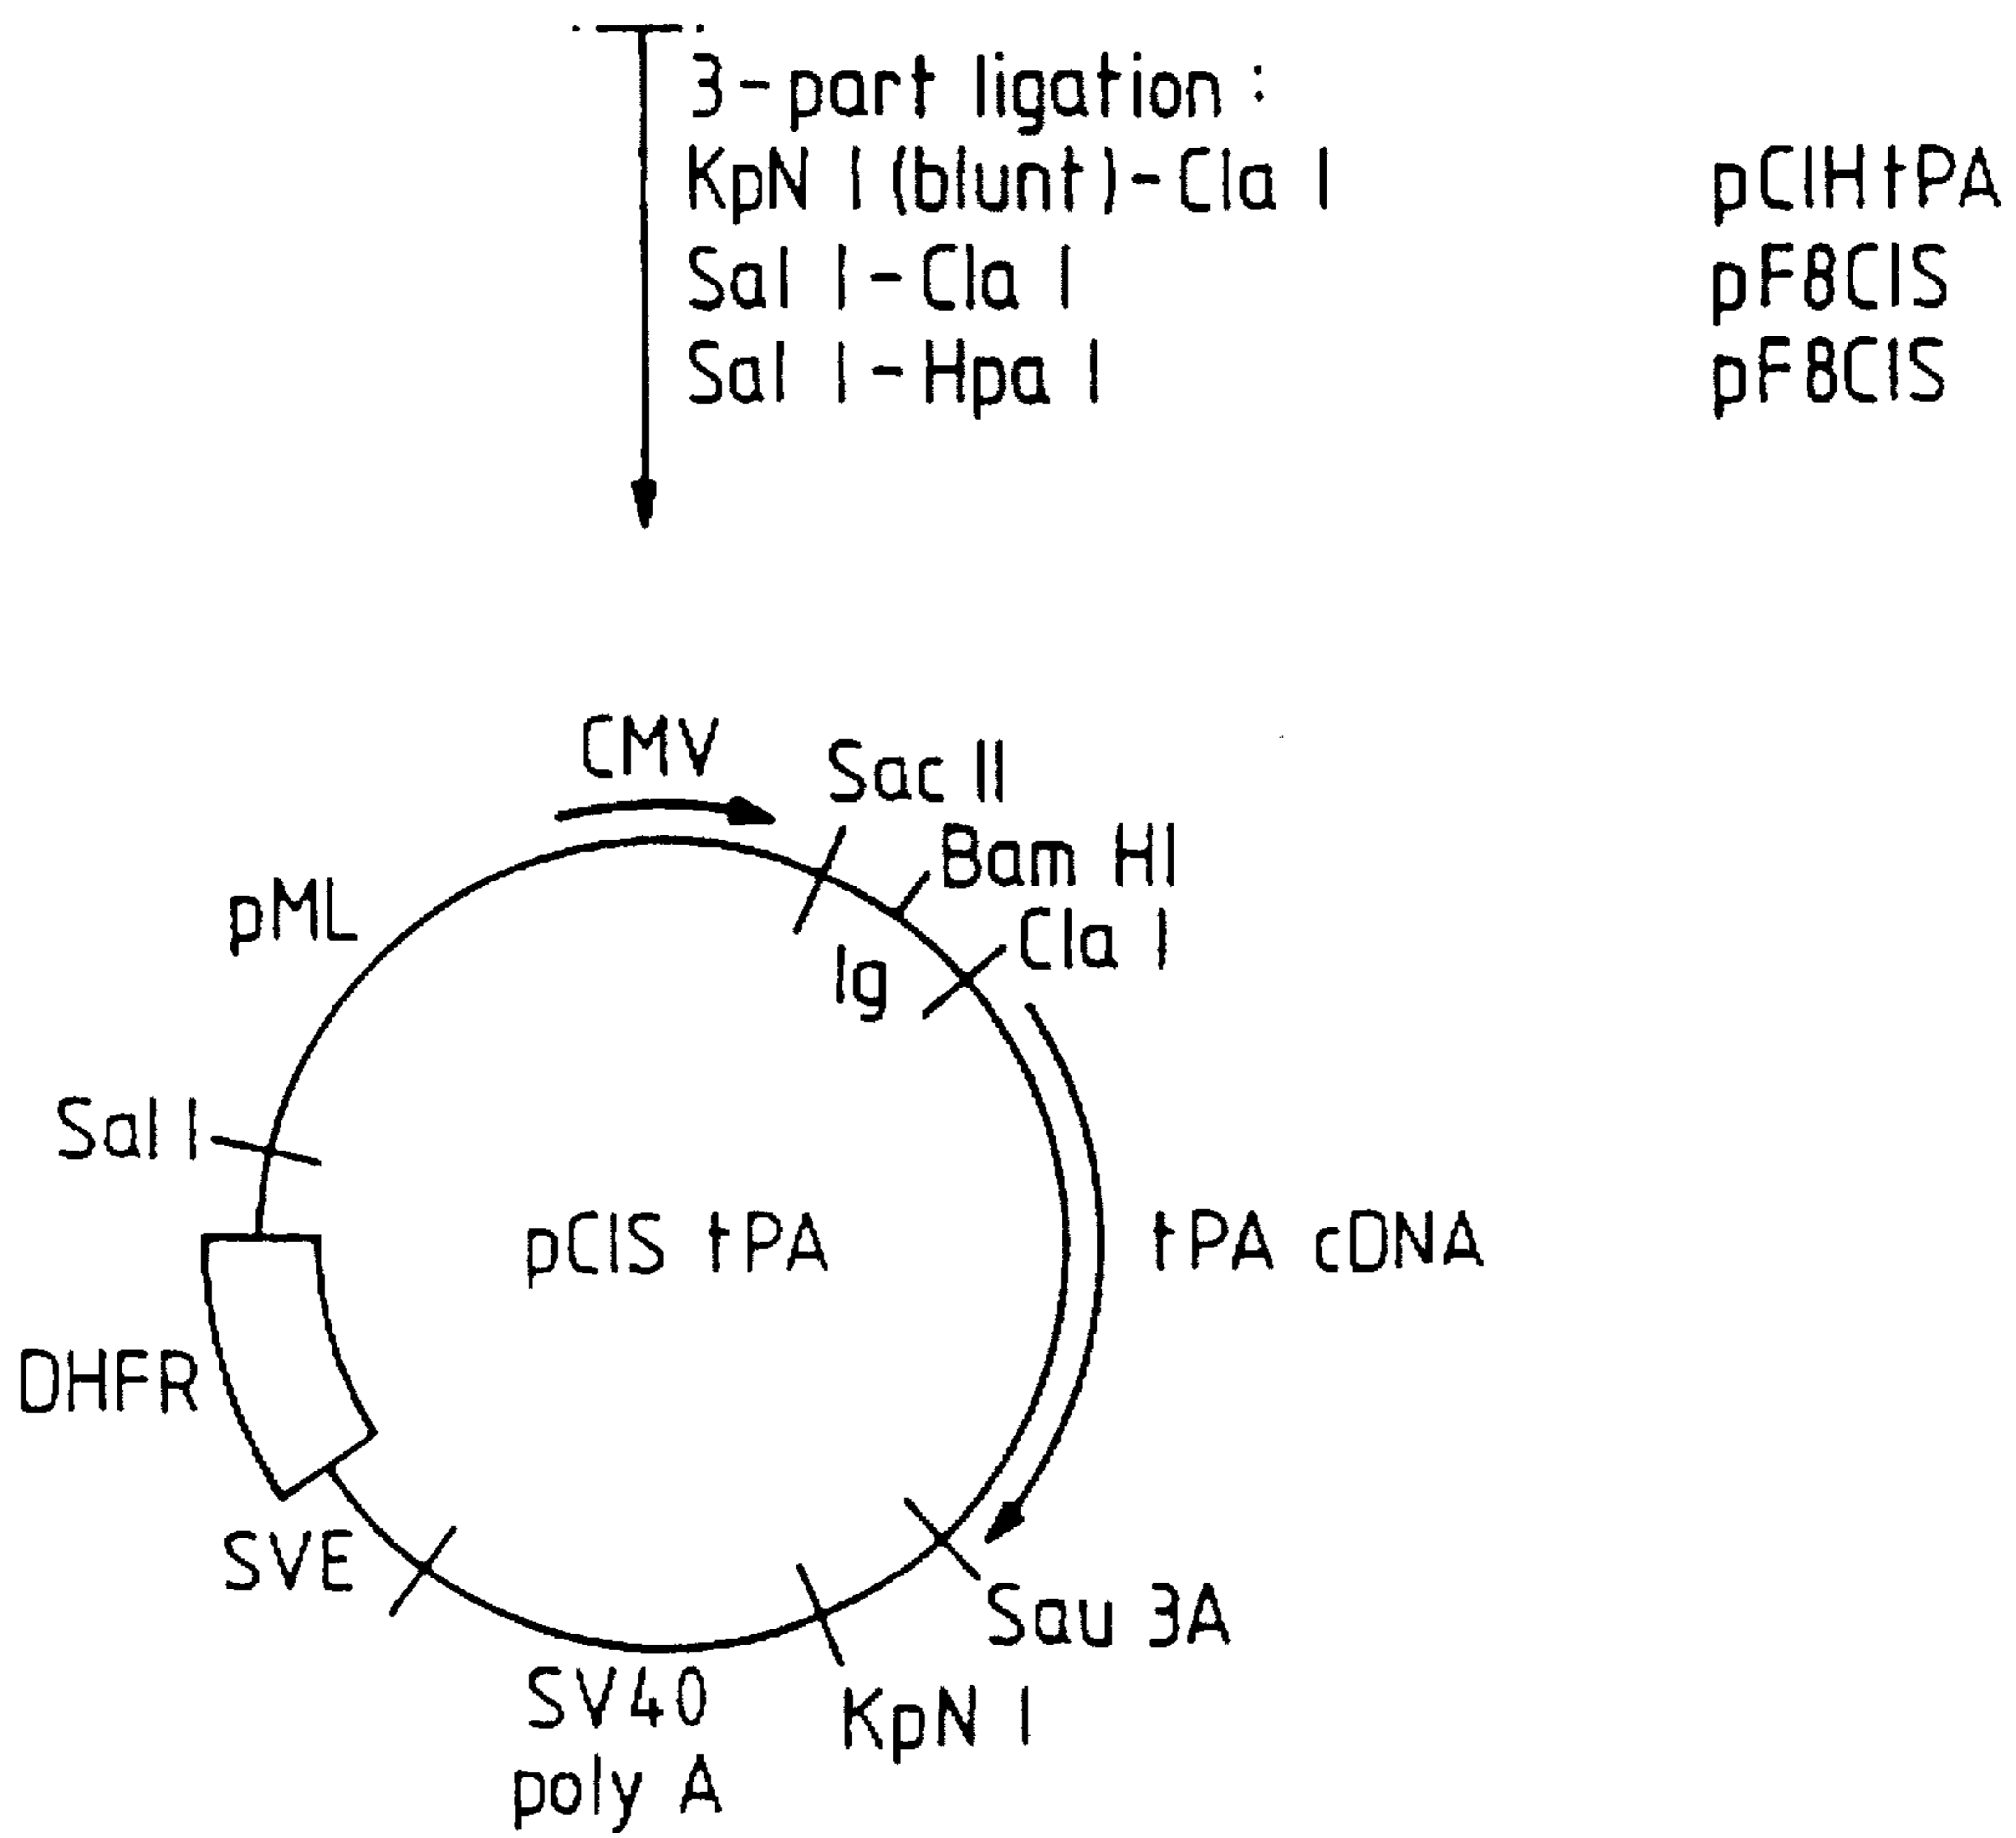 3-part ligation:
KpN I (blunt)-Cla I pCIHtPA
Sal I-Cla I pF8CIS
Sal I-Hpa I pF8CIS
CMV
Sac II
Bam HI
pML
Cla I
Ig
Sal I
pCIS tPA
tPA cDNA
DHFR
SVE
Sau 3A
SV40
poly A
KpN I